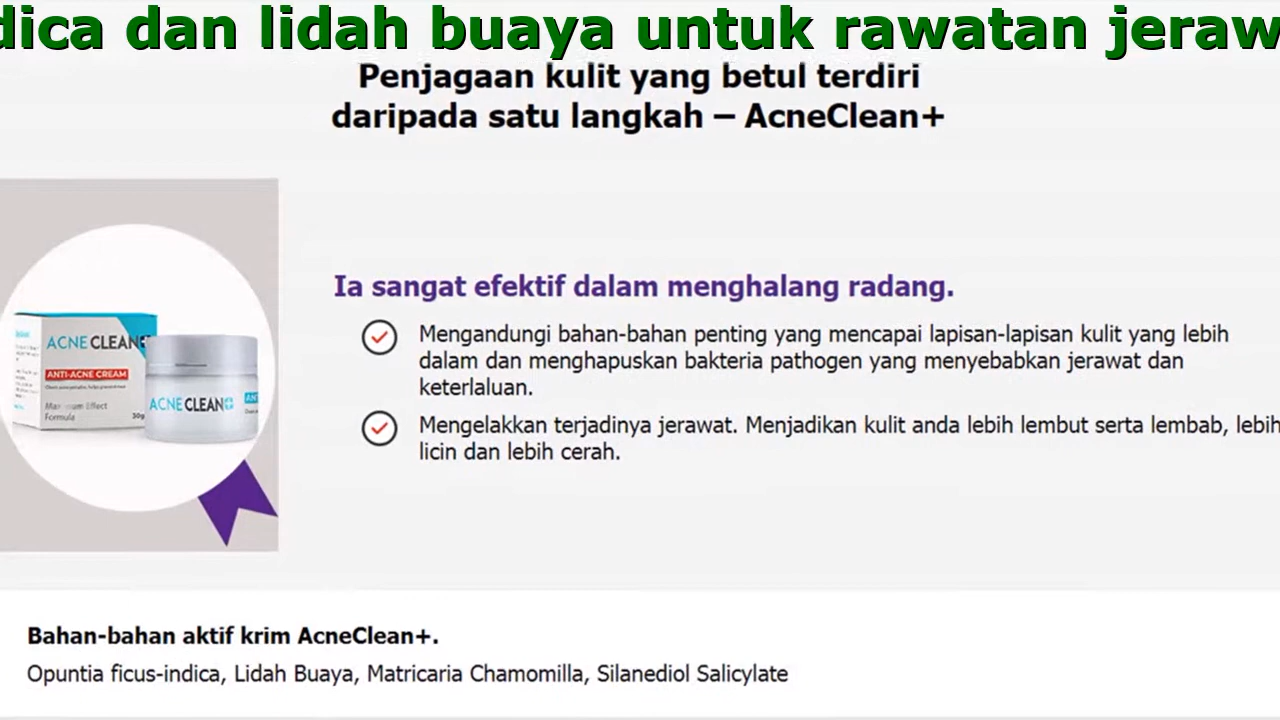 dica dan lidah buaya untuk rawatan jeraw
Penjagaan kulit yang betul terdiri
daripada satu langkah – AcneClean+
Ia sangat efektif dalam menghalang radang.
Mengandungi bahan-bahan penting yang mencapai lapisan-lapisan kulit yang lebih
dalam dan menghapuskan bakteria pathogen yang menyebabkan jerawat dan
keterlaluan.
Mengelakkan terjadinya jerawat. Menjadikan kulit anda lebih lembut serta lembab, lebih
licin dan lebih cerah.
ACNE CLEAN
ANTI-ACNE CREAM
Maximum Effect
Formula
30g
ACNE CLEAN
Bahan-bahan aktif krim AcneClean+.
Opuntia ficus-indica, Lidah Buaya, Matricaria Chamomilla, Silanediol Salicylate